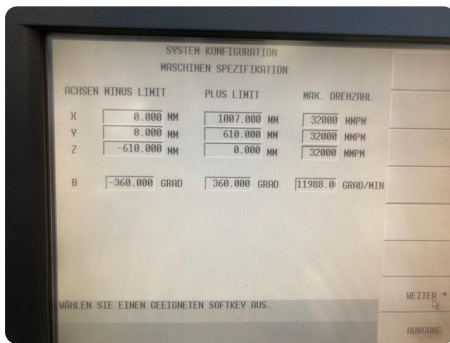 SYSTEM KONFIGURATION
MASCHINEN SPEZIFIKATION
ACHSEN MINUS LIMIT PLUS LIMIT MAX. DREHZAHL
X 0.000 MM 1007.000 MM 32000 MMPM
Y 0.000 MM 610.000 MM 32000 MMPM
Z -610.000 MM 0.000 MM 32000 MMPM
B -360.000 GRAD 360.000 GRAD 11988.0 GRAD/MIN
WÄHLEN SIE EINEN GEEIGNETEN SOFTKEY AUS.
WEITER
AUSGANG